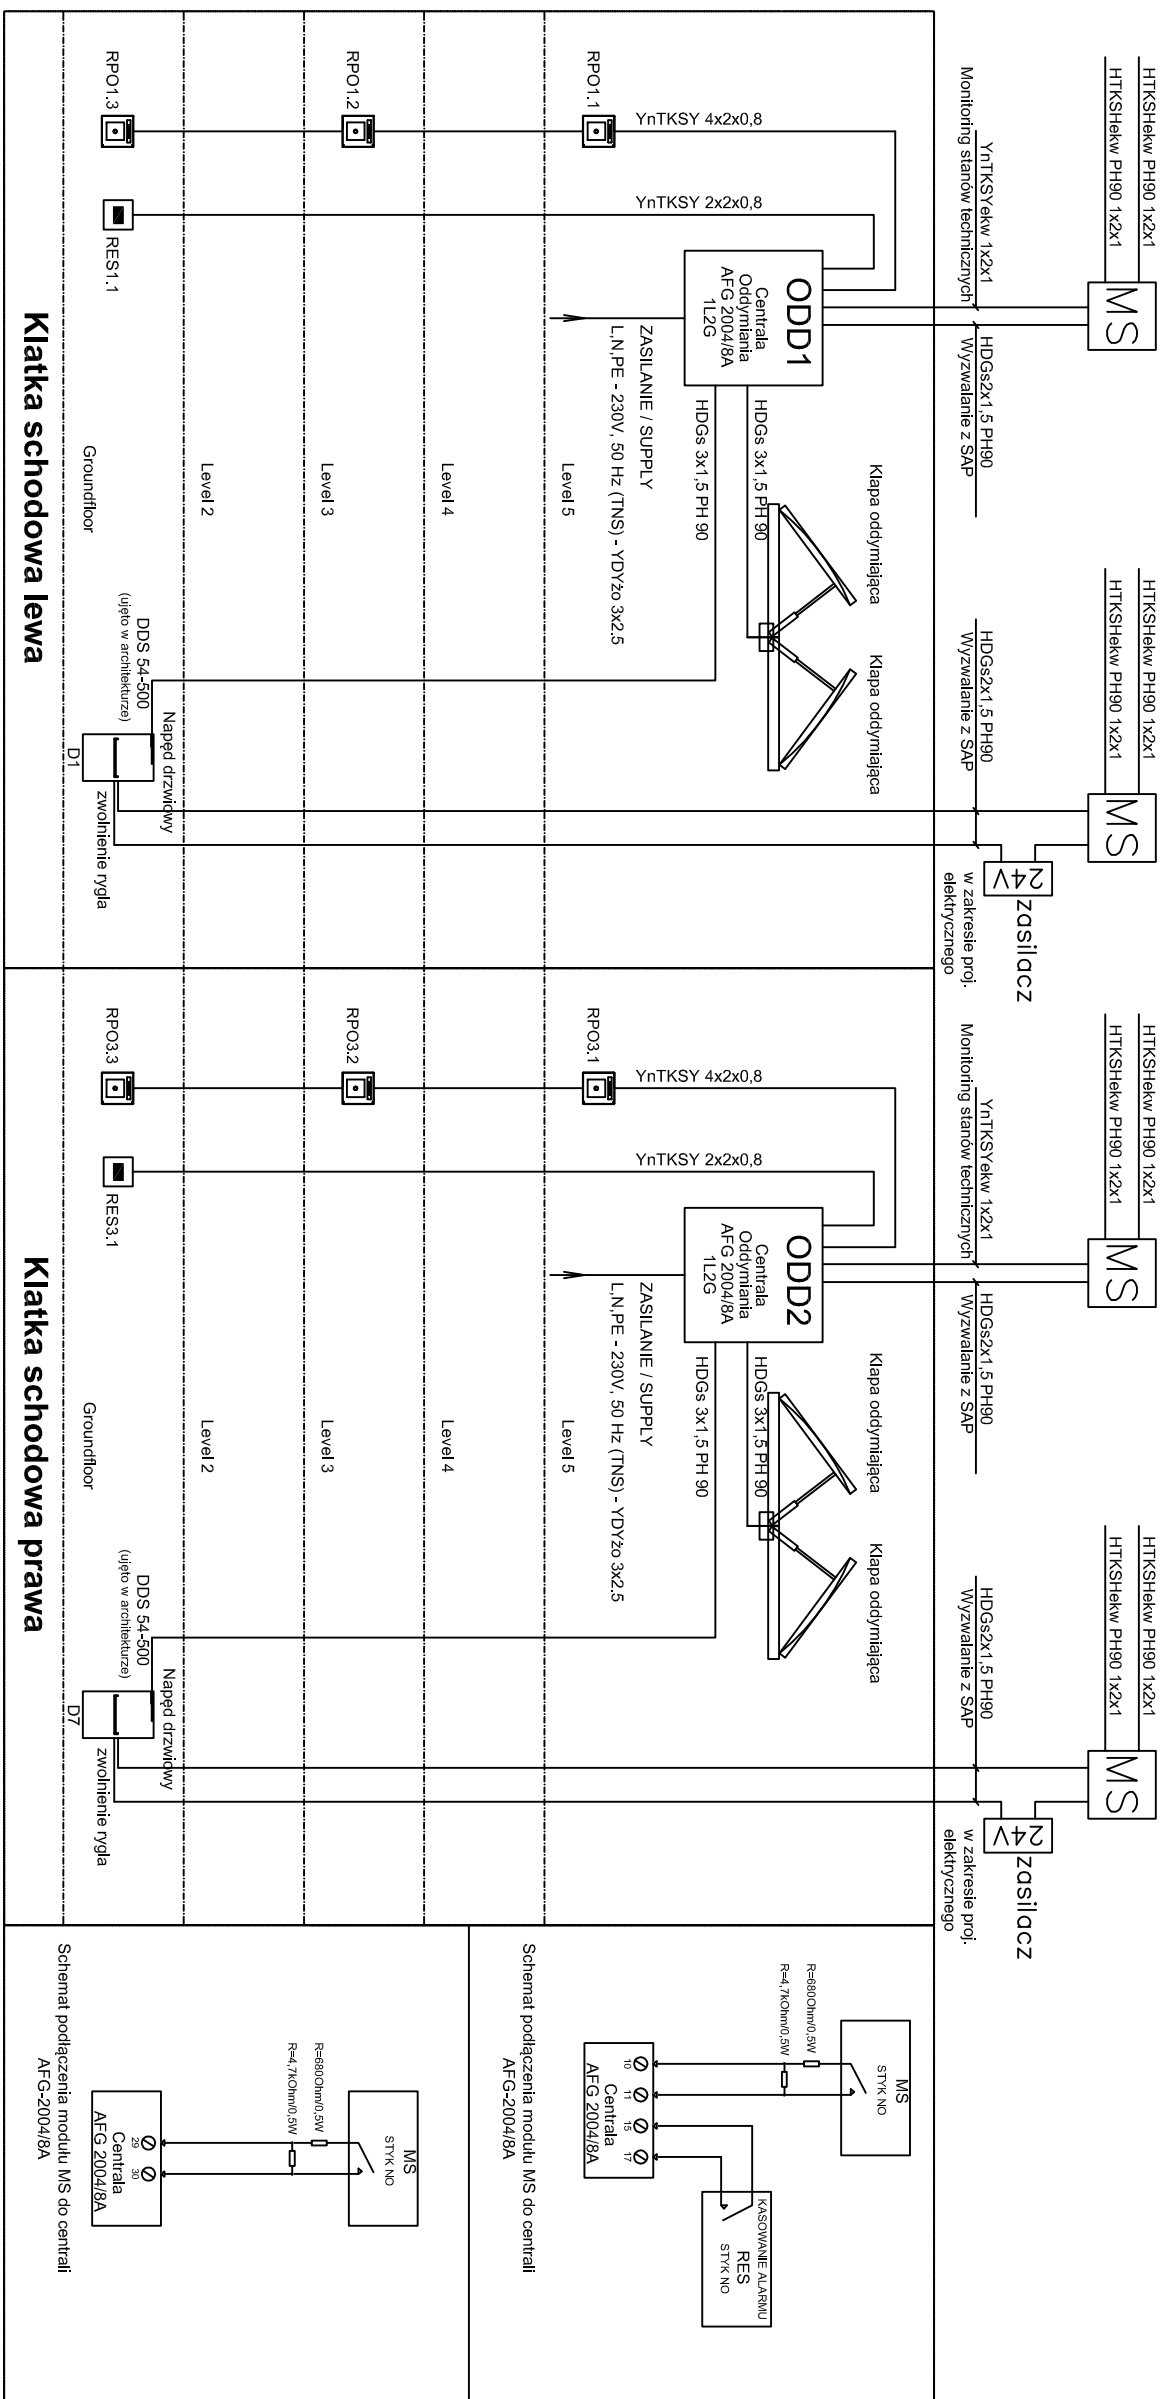 HTKSHekw PH90 1x2x1
HTKSHekw PH90 1x2x1
MS
YnTKSYekw 1x2x1
Monitoring stanów technicznych
HDGs2x1,5 PH90
Wyzwalanie z SAP
HTKSHekw PH90 1x2x1
HTKSHekw PH90 1x2x1
MS
HDGs2x1,5 PH90
Wyzwalanie z SAP
24V
zasilacz
w zakresie proj.
elektrycznego
YnTKSY 4x2x0,8
YnTKSY 2x2x0,8
ODD1
Centrala
Oddymiania
AFG 2004/8A
1L2G
Klapa oddymiająca
Klapa oddymiająca
HDGs 3x1,5 PH 90
HDGs 3x1,5 PH 90
ZASILANIE / SUPPLY
L,N,PE - 230V, 50 Hz (TNS) - YDYżo 3x2.5
RPO1.1
Level 5
Level 4
RPO1.2
Level 3
Level 2
RPO1.3
RES1.1
Groundfloor
Napęd drzwiowy
DDS 54-500
(ujęto w architekturze)
D1
zwolnienie rygla
Klatka schodowa lewa
HTKSHekw PH90 1x2x1
HTKSHekw PH90 1x2x1
MS
YnTKSYekw 1x2x1
Monitoring stanów technicznych
HDGs2x1,5 PH90
Wyzwalanie z SAP
HTKSHekw PH90 1x2x1
HTKSHekw PH90 1x2x1
MS
HDGs2x1,5 PH90
Wyzwalanie z SAP
24V
zasilacz
w zakresie proj.
elektrycznego
YnTKSY 4x2x0,8
YnTKSY 2x2x0,8
ODD2
Centrala
Oddymiania
AFG 2004/8A
1L2G
Klapa oddymiająca
Klapa oddymiająca
HDGs 3x1,5 PH 90
HDGs 3x1,5 PH 90
ZASILANIE / SUPPLY
L,N,PE - 230V, 50 Hz (TNS) - YDYżo 3x2.5
RPO3.1
Level 5
Level 4
RPO3.2
Level 3
Level 2
RPO3.3
RES3.1
Groundfloor
Napęd drzwiowy
DDS 54-500
(ujęto w architekturze)
D7
zwolnienie rygla
Klatka schodowa prawa
MS
STYK NO
R=680Ohm/0,5W
R=4,7kOhm/0,5W
10 11 15 17
Centrala
AFG 2004/8A
KASOWANIE ALARMU
RES
STYK NO
Schemat podłączenia modułu MS do centrali
AFG-2004/8A
MS
STYK NO
R=680Ohm/0,5W
R=4,7kOhm/0,5W
29 30
Centrala
AFG 2004/8A
Schemat podłączenia modułu MS do centrali
AFG-2004/8A